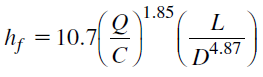 h_f = 10.7(Q/C)^1.85 (L/D^4.87)